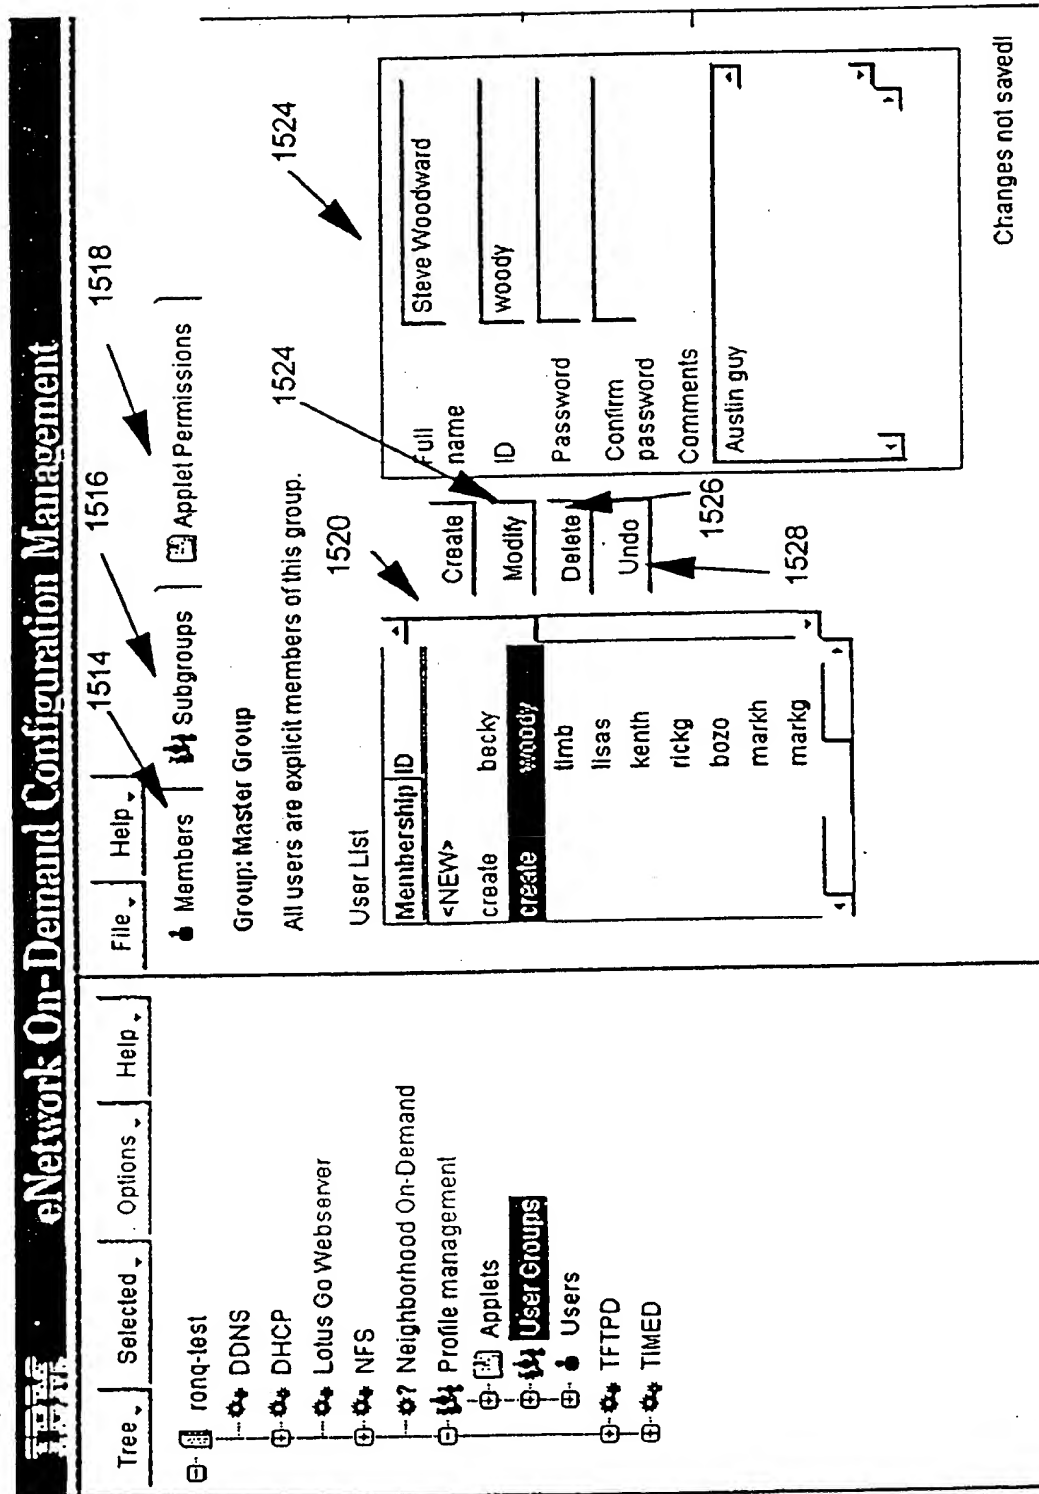 IBM eNetwork On-Demand Configuration Management
Tree Selected Options Help
ronq-test
DDNS
DHCP
Lotus Go Webserver
NFS
Neighborhood On-Demand
Profile management
Applets
User Groups
Users
TFTPD
TIMED
File Help
1514
1516
1518
Members Subgroups Applet Permissions
Group: Master Group
All users are explicit members of this group.
User List
1520
1524
1524
Membership ID
<NEW>
create becky
create woody
timb
lisas
kenth
rickg
bozo
markh
markg
Create
Modify
Delete
Undo
1526
1528
Full name Steve Woodward
ID woody
Password
Confirm password
Comments
Austin guy
Changes not saved!